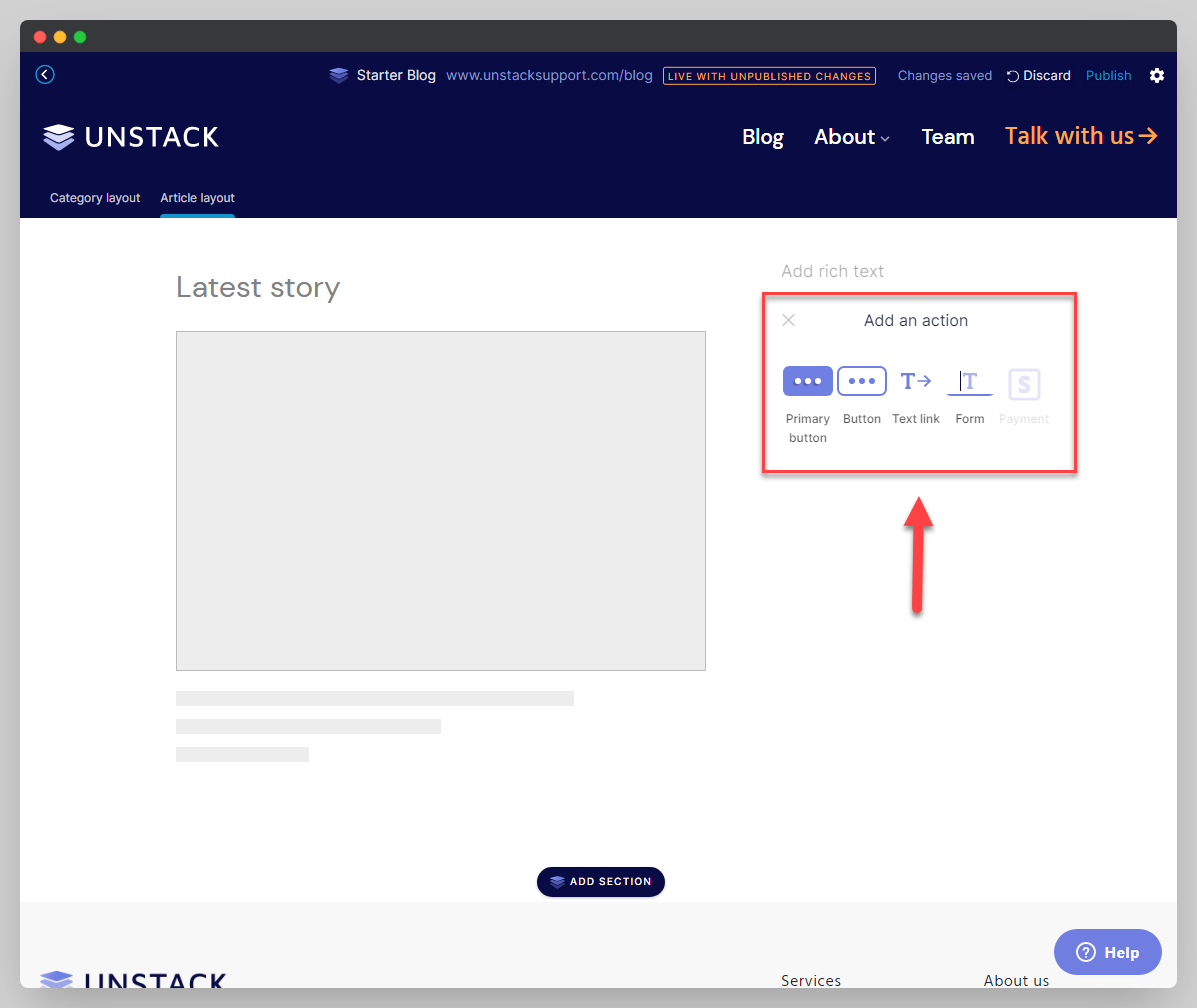 Starter Blog www.unstacksupport.com/blog LIVE WITH UNPUBLISHED CHANGES Changes saved Discard Publish
UNSTACK Blog About Team Talk with us
Category layout Article layout
Add rich text
Latest story
Add an action
T T S
Primary button Button Text link Form Payment
ADD SECTION
Help
UNSTACK Services About us